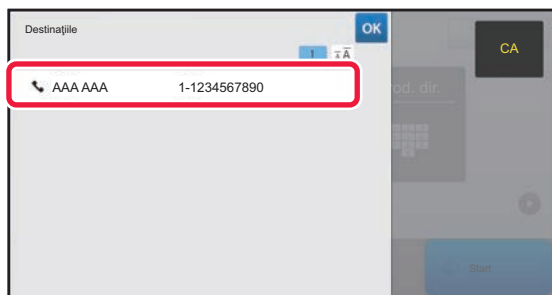 Destinaţiile
OK
CA
1
AAA AAA 1-1234567890
rod. dir.
Start